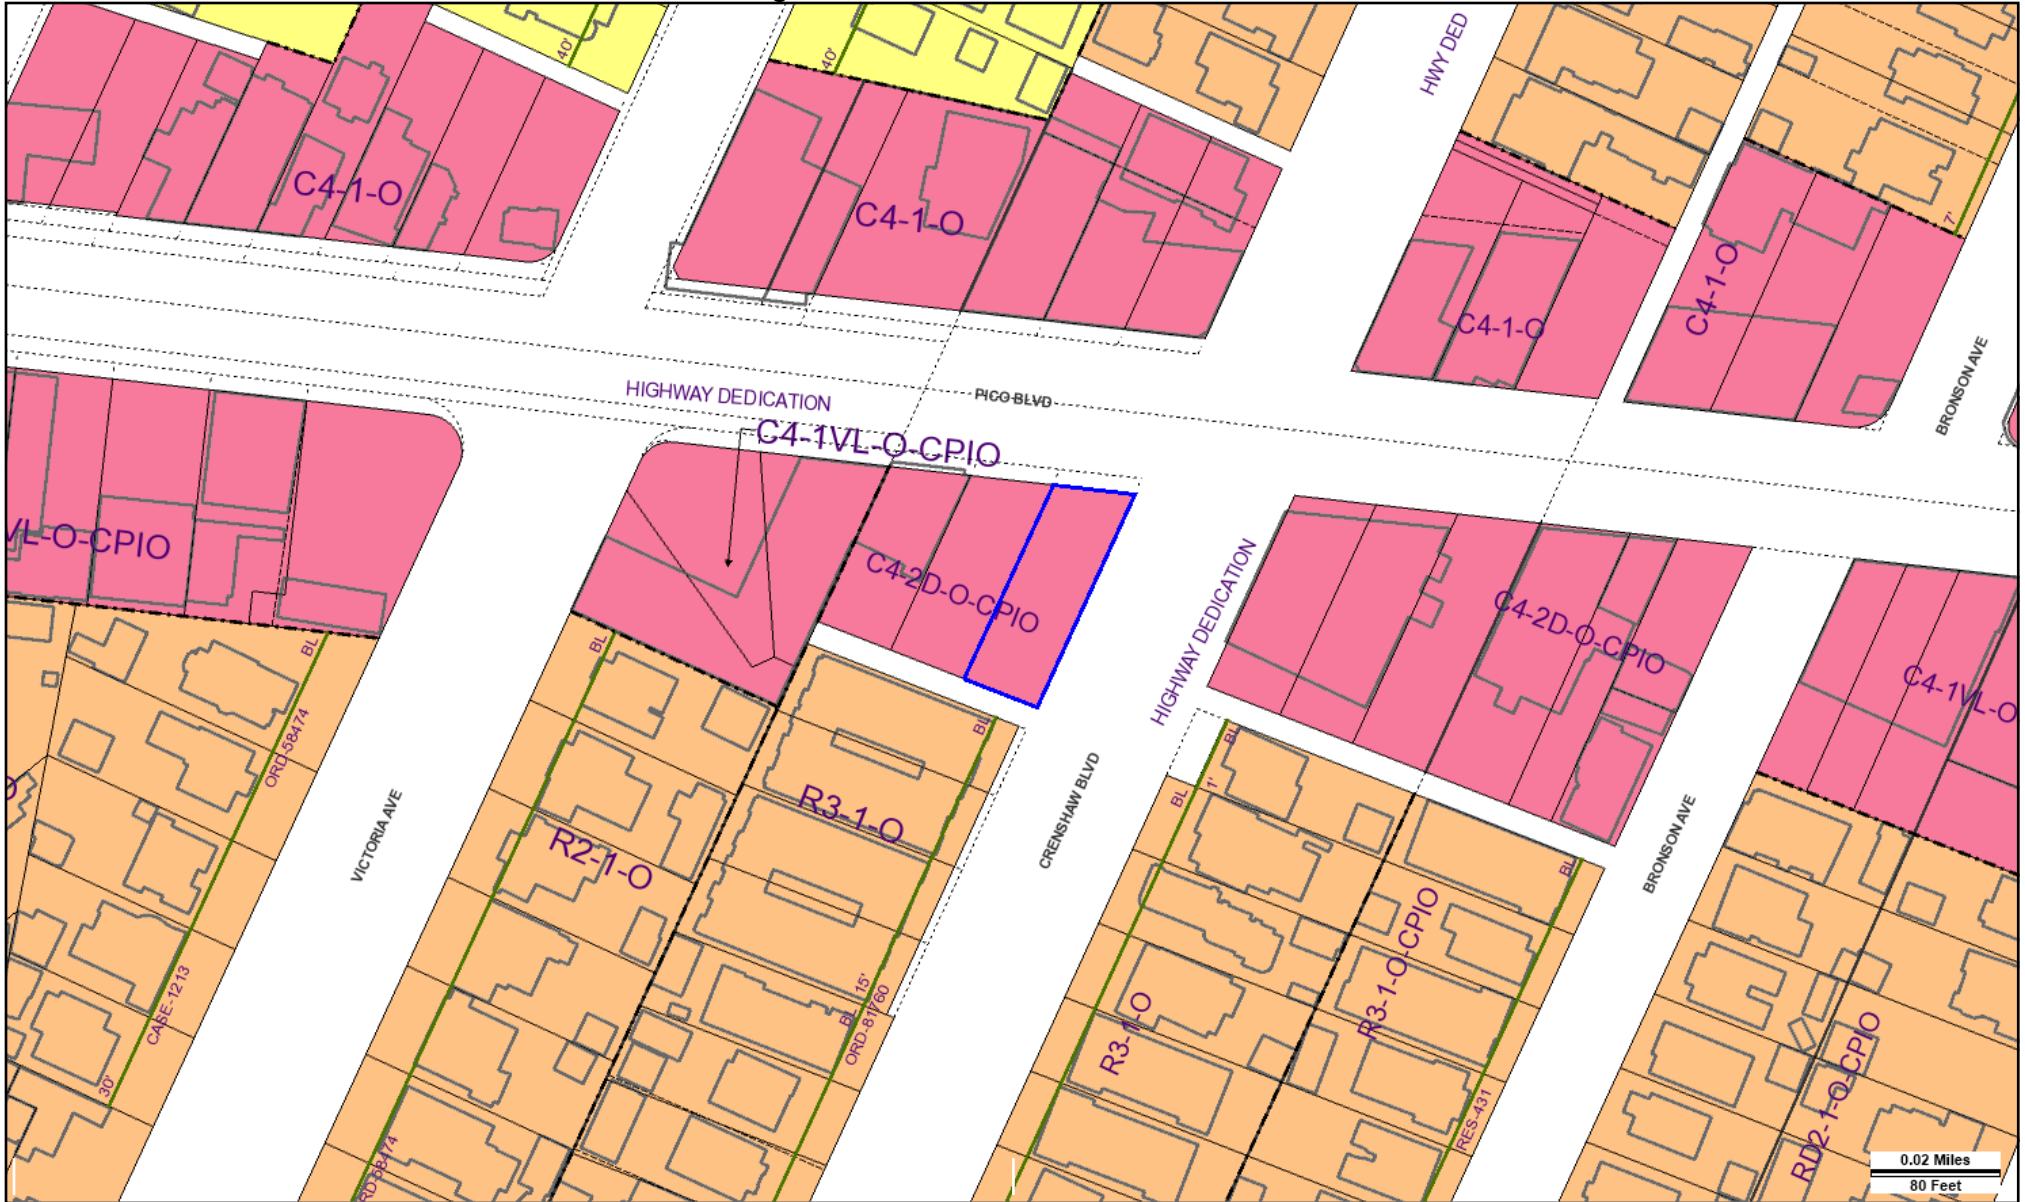 40'
40'
HWY DED
C4-1-O
C4-1-O
C4-1-O
C4-1-O
7'
BRONSON AVE
HIGHWAY DEDICATION
PICO BLVD
C4-1VL-O-CPIO
VL-O-CPIO
C4-2D-O-CPIO
HIGHWAY DEDICATION
C4-2D-O-CPIO
C4-1VL-O
BL
BL
BL
BL
ORD-58474
BL
1'
R3-1-O
R2-1-O
VICTORIA AVE
CRENSHAW BLVD
BRONSON AVE
BL
R3-1-O-CPIO
CASE-1213
BL 15'
ORD-81760
R3-1-O
30'
RES-431
RD2-1-O-CPIO
RD-58474
0.02 Miles
80 Feet